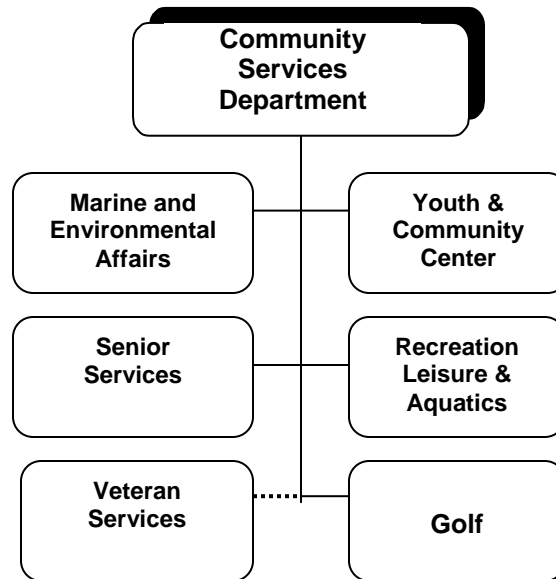 Community
Services
Department
Marine and
Environmental
Affairs
Youth &
Community
Center
Senior
Services
Recreation
Leisure &
Aquatics
Veteran
Services
Golf